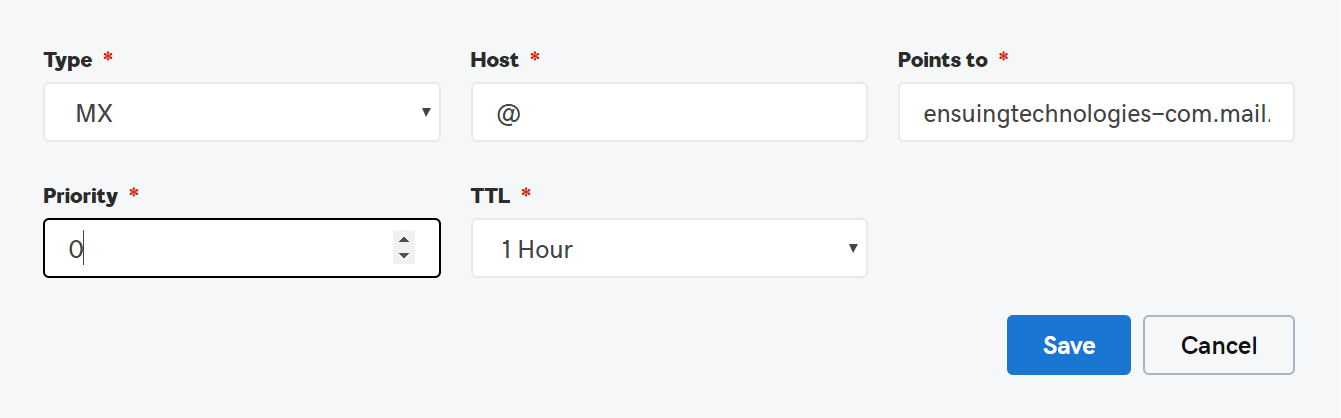 Type * Host * Points to *
MX @ ensuingtechnologies-com.mail.
Priority * TTL *
0 1 Hour
Save Cancel